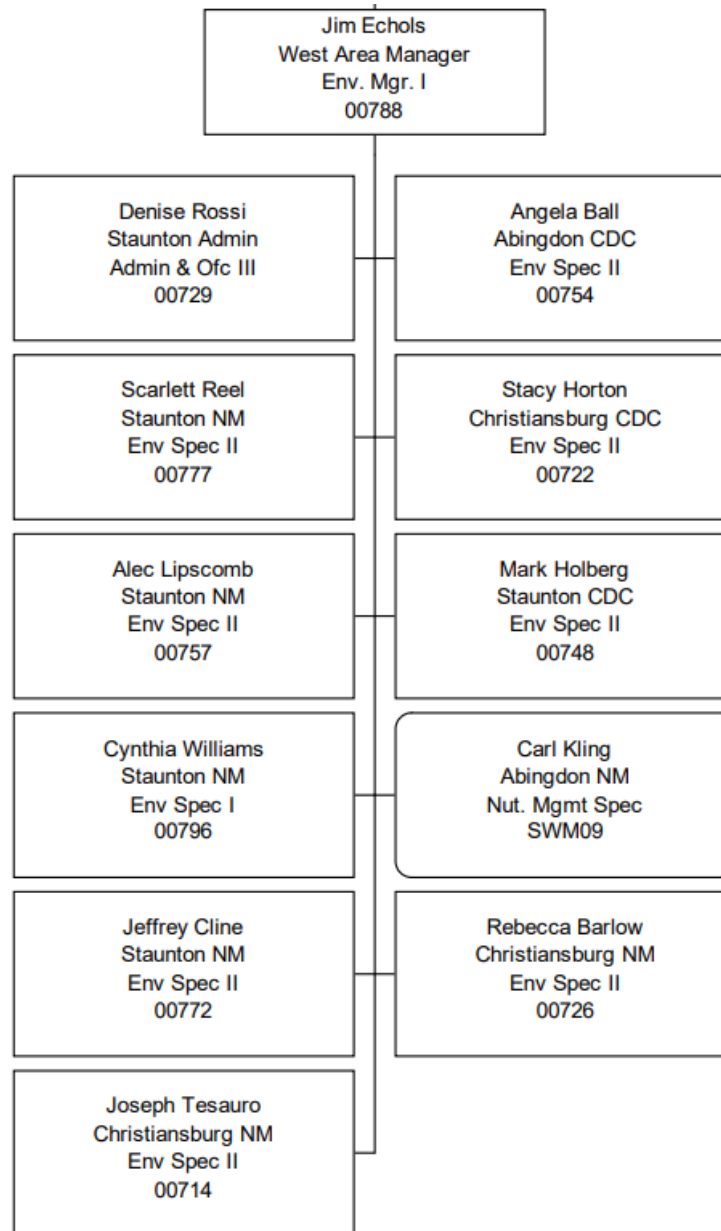 Jim Echols
West Area Manager
Env. Mgr. I
00788
Denise Rossi
Staunton Admin
Admin & Ofc III
00729
Angela Ball
Abingdon CDC
Env Spec II
00754
Scarlett Reel
Staunton NM
Env Spec II
00777
Stacy Horton
Christiansburg CDC
Env Spec II
00722
Alec Lipscomb
Staunton NM
Env Spec II
00757
Mark Holberg
Staunton CDC
Env Spec II
00748
Cynthia Williams
Staunton NM
Env Spec I
00796
Carl Kling
Abingdon NM
Nut. Mgmt Spec
SWM09
Jeffrey Cline
Staunton NM
Env Spec II
00772
Rebecca Barlow
Christiansburg NM
Env Spec II
00726
Joseph Tesauro
Christiansburg NM
Env Spec II
00714